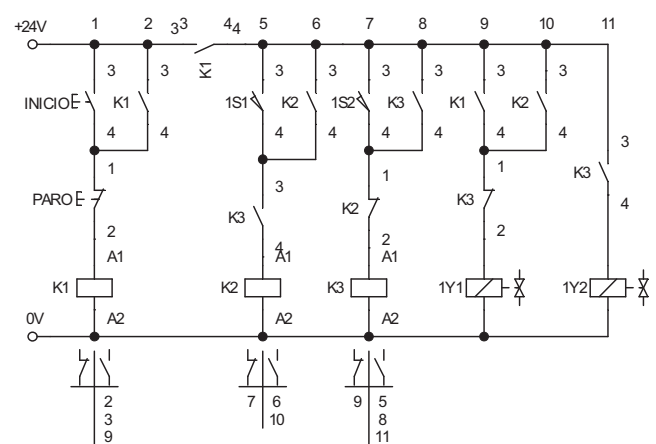 1 2 3 3 4 4 5 6 7 8 9 10 11
+24V
K1
3 3 3 3 3 3 3 3
INICIO K1 1S1 K2 1S2 K3 K1 K2
4 4 4 4 4 4 4 4
3
1 3 1 1
K3
PARO K3 K2 K3
4
2 4 2 2
A1 A1 A1
K1 K2 K3 1Y1 1Y2
0V A2 A2 A2
2 7 6 9 5
3 10 8
9 11